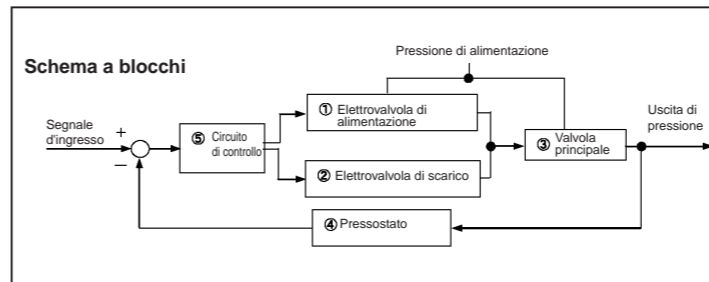 Pressione di alimentazione
Schema a blocchi
Segnale
d'ingresso
+
−
⑤ Circuito
di controllo
① Elettrovalvola di
alimentazione
② Elettrovalvola di scarico
③ Valvola
principale
Uscita di
pressione
④ Pressostato